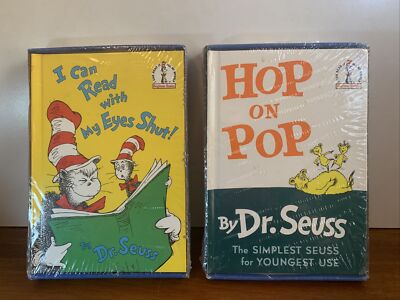 I Can
Read
with
My Eyes Shut!
By Dr. Seuss
HOP
ON
POP
By Dr. Seuss
The SIMPLEST SEUSS
for YOUNGEST USE